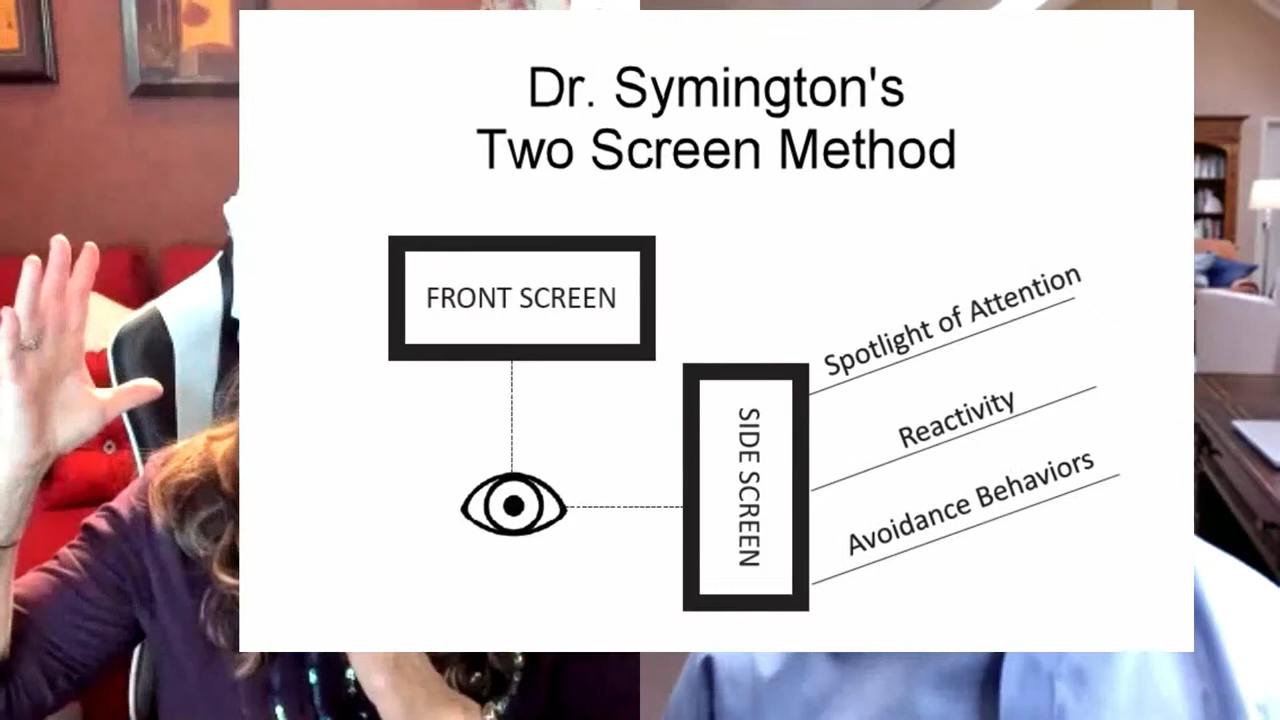 Dr. Symington's
Two Screen Method
FRONT SCREEN
SIDE SCREEN
Spotlight of Attention
Reactivity
Avoidance Behaviors